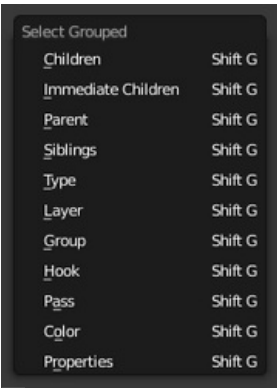 Select Grouped
Children Shift G
Immediate Children Shift G
Parent Shift G
Siblings Shift G
Type Shift G
Layer Shift G
Group Shift G
Hook Shift G
Pass Shift G
Color Shift G
Properties Shift G